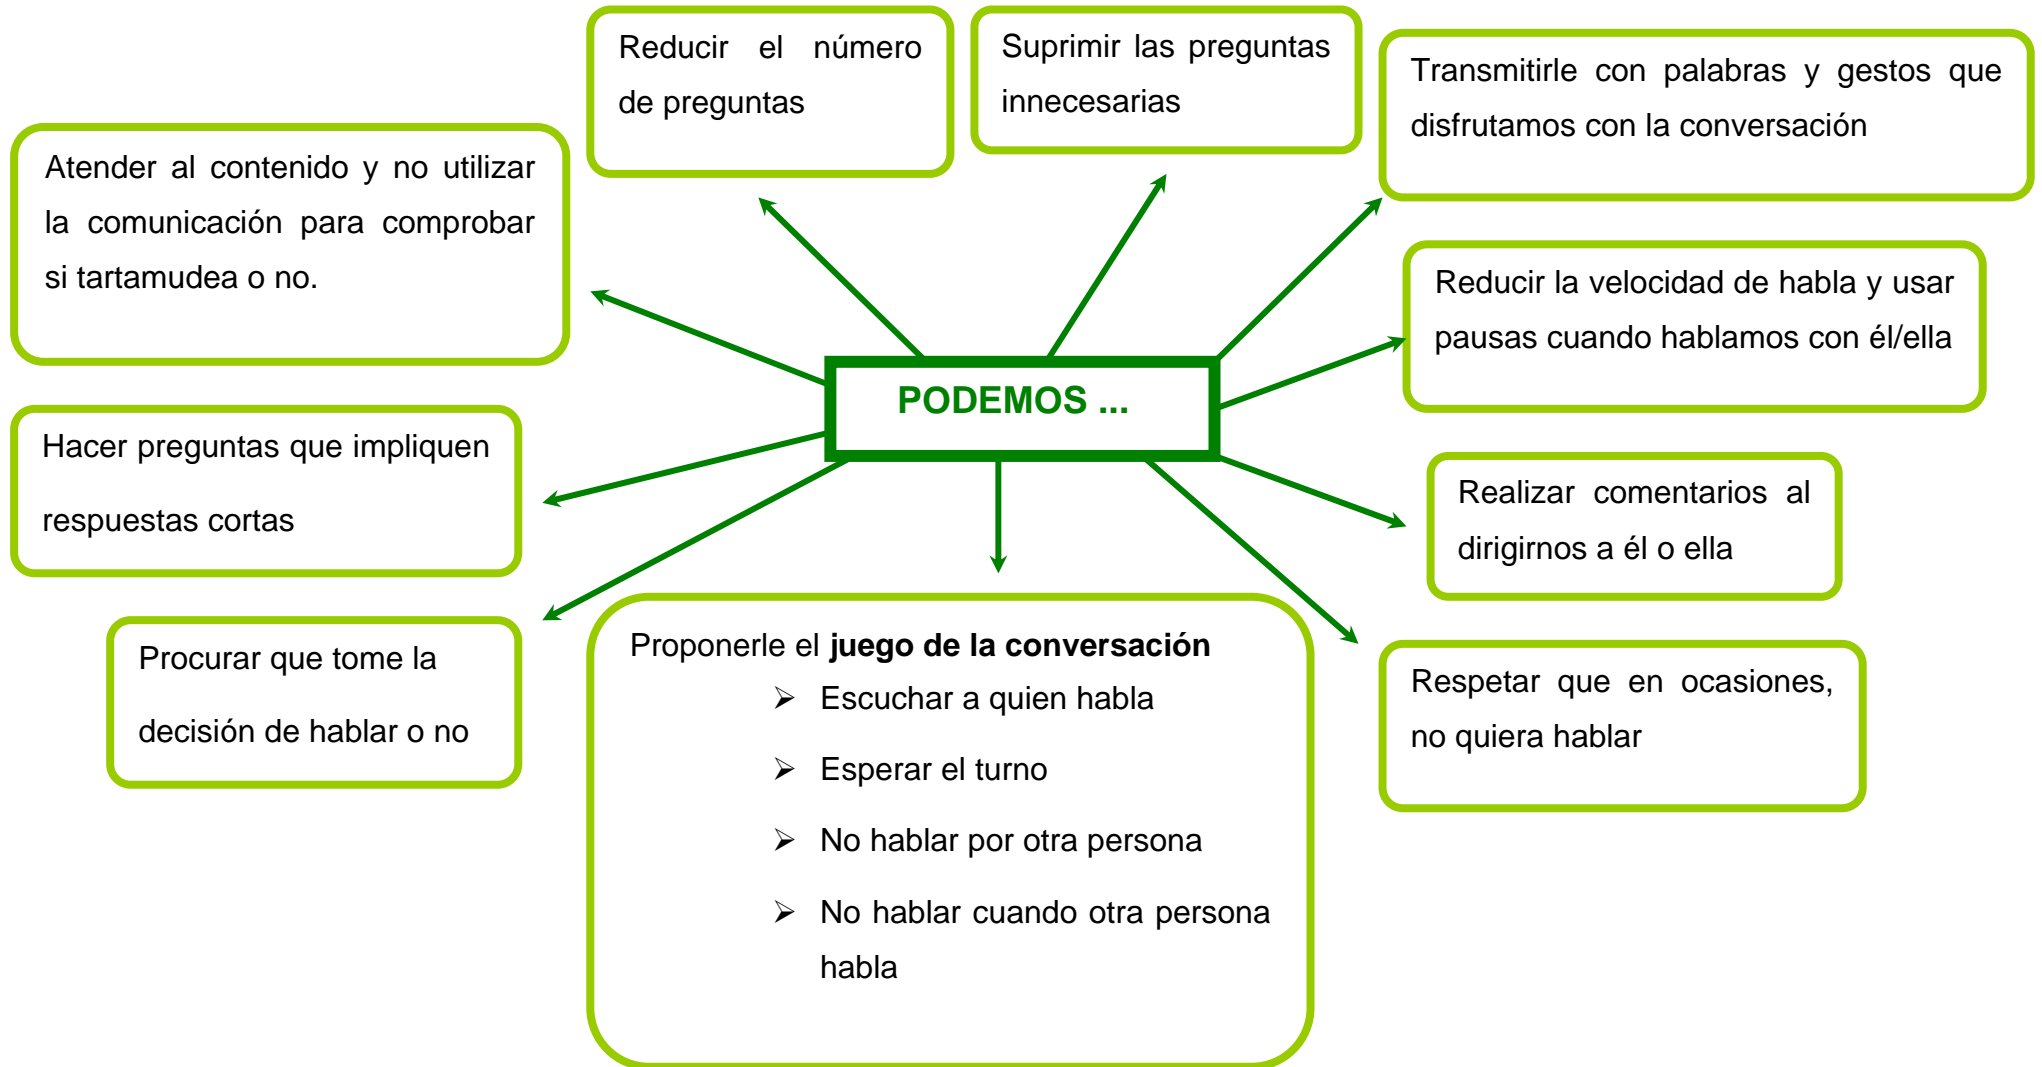 Reducir el número
de preguntas
Suprimir las preguntas
innecesarias
Transmitirle con palabras y gestos que
disfrutamos con la conversación
Atender al contenido y no utilizar
la comunicación para comprobar
si tartamudea o no.
Reducir la velocidad de habla y usar
pausas cuando hablamos con él/ella
PODEMOS ...
Hacer preguntas que impliquen
respuestas cortas
Realizar comentarios al
dirigirnos a él o ella
Procurar que tome la
decisión de hablar o no
Proponerle el juego de la conversación
➢ Escuchar a quien habla
➢ Esperar el turno
➢ No hablar por otra persona
➢ No hablar cuando otra persona
habla
Respetar que en ocasiones,
no quiera hablar